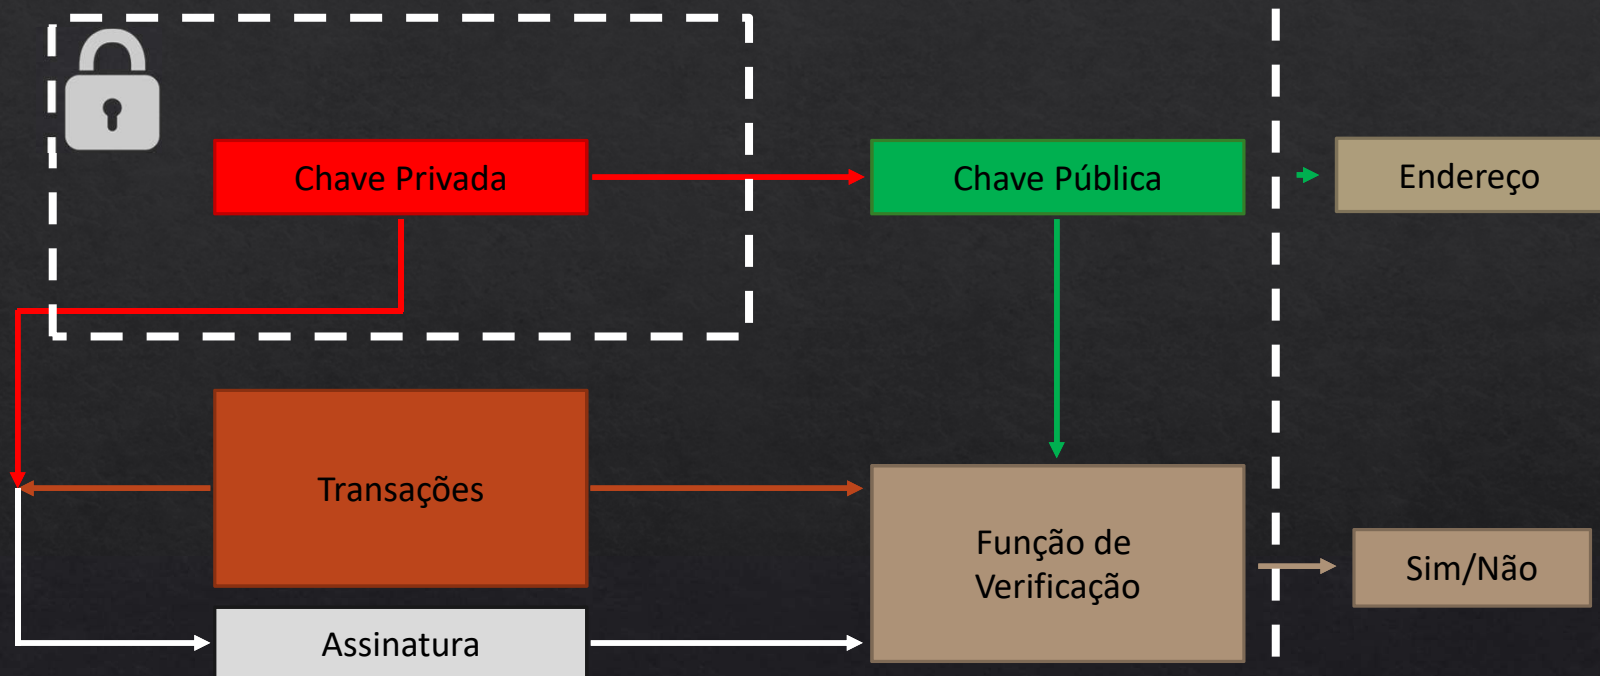 Chave Privada
Chave Pública
Endereço
Transações
Função de
Verificação
Sim/Não
Assinatura